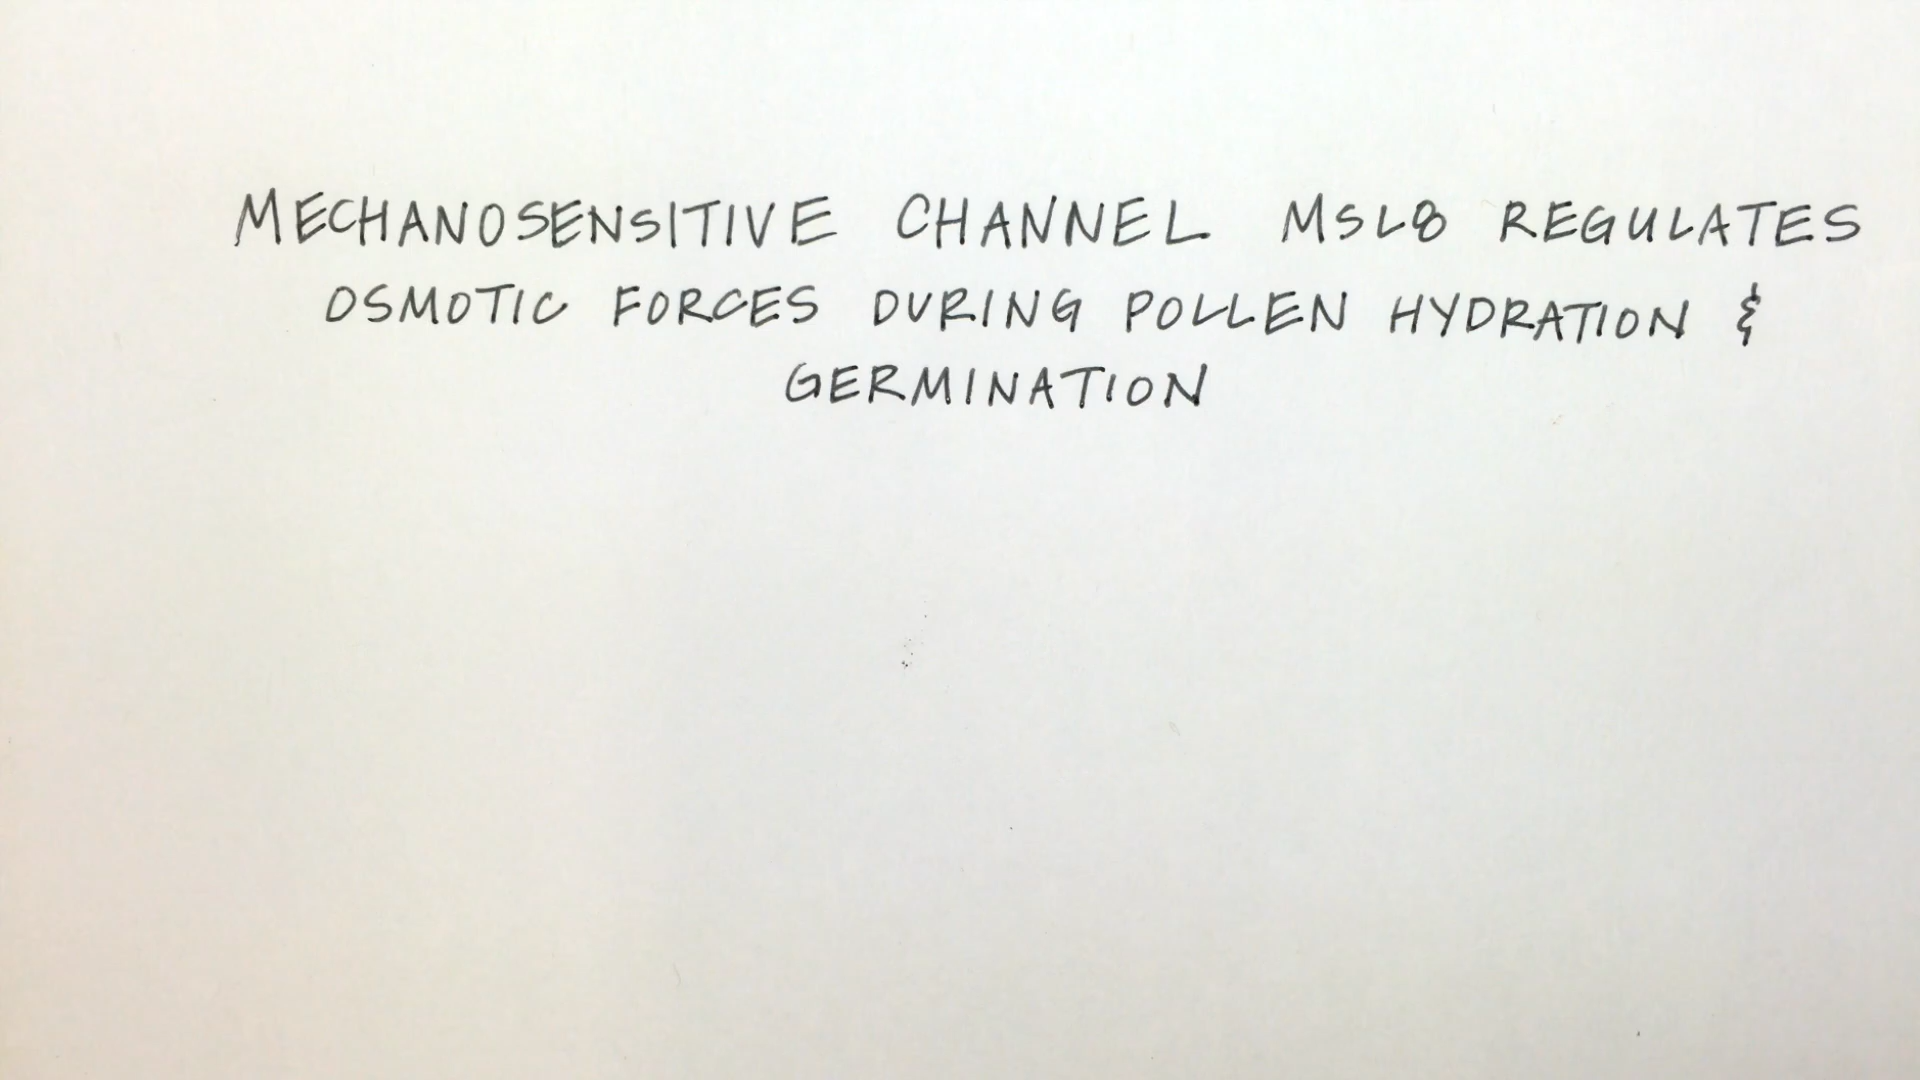 MECHANOSENSITIVE CHANNEL MSL8 REGULATES
OSMOTIC FORCES DURING POLLEN HYDRATION &
GERMINATION